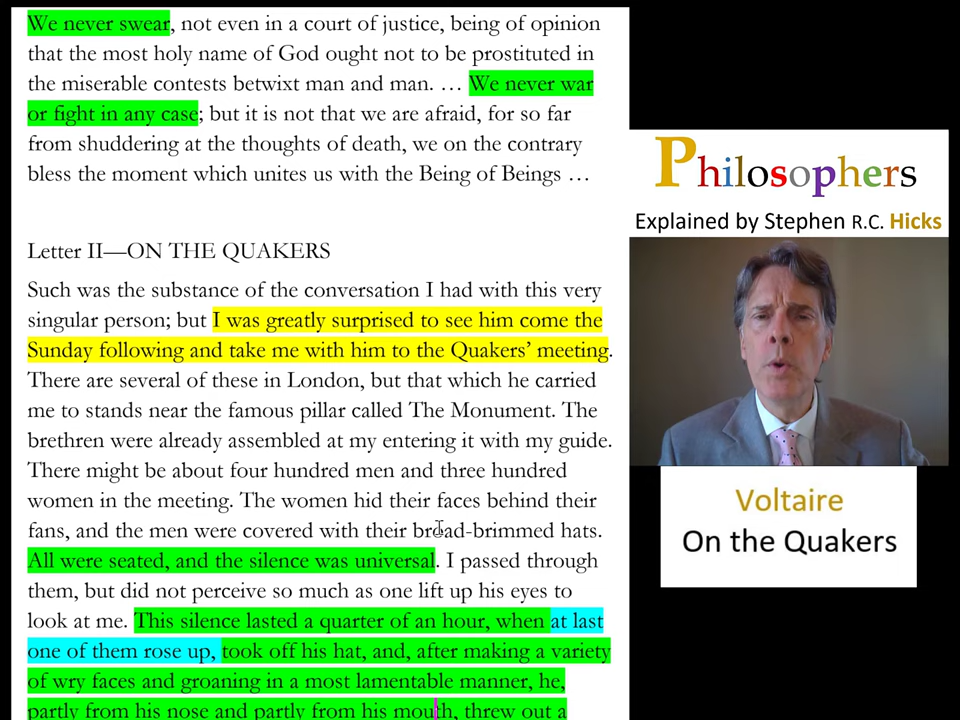 We never swear, not even in a court of justice, being of opinion
that the most holy name of God ought not to be prostituted in
the miserable contests betwixt man and man. … We never war
or fight in any case; but it is not that we are afraid, for so far
from shuddering at the thoughts of death, we on the contrary
bless the moment which unites us with the Being of Beings …
Letter II—ON THE QUAKERS
Such was the substance of the conversation I had with this very
singular person; but I was greatly surprised to see him come the
Sunday following and take me with him to the Quakers’ meeting.
There are several of these in London, but that which he carried
me to stands near the famous pillar called The Monument. The
brethren were already assembled at my entering it with my guide.
There might be about four hundred men and three hundred
women in the meeting. The women hid their faces behind their
fans, and the men were covered with their broad-brimmed hats.
All were seated, and the silence was universal. I passed through
them, but did not perceive so much as one lift up his eyes to
look at me. This silence lasted a quarter of an hour, when at last
one of them rose up, took off his hat, and, after making a variety
of wry faces and groaning in a most lamentable manner, he,
partly from his nose and partly from his mouth, threw out a
Philosophers
Explained by Stephen R.C. Hicks
Voltaire
On the Quakers